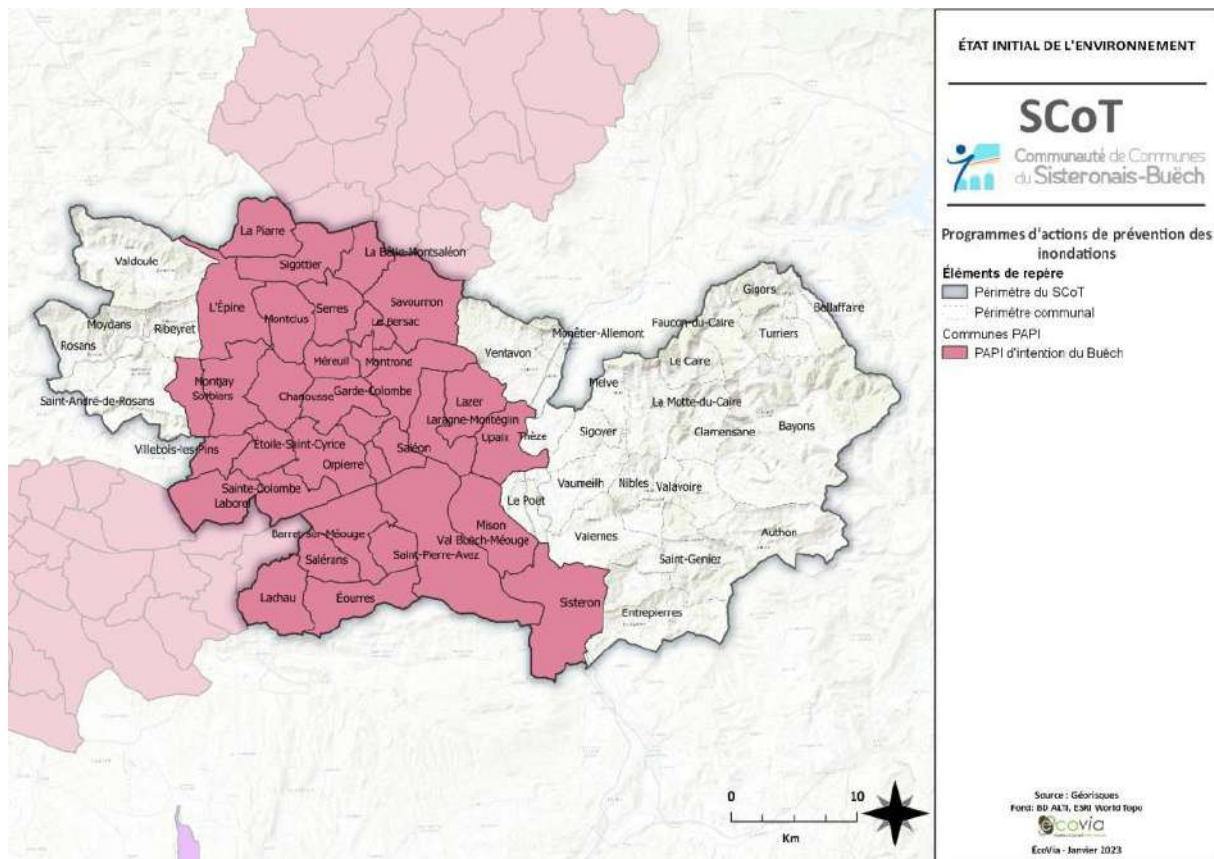 ÉTAT INITIAL DE L'ENVIRONNEMENT
SCoT
Communauté de Communes
du Sisteronais-Buëch
Programmes d'actions de prévention des
inondations
Éléments de repère
Périmètre du SCoT
Périmètre communal
Communes PAPI
PAPI d'intention du Buëch
La Piarre
La Bâtie-Montsaléon
Valdoule
Sigottier
Gigors
Bellaffaire
L'Épine
Serres
Savournon
Montclus
Le Bersac
Faucon-du-Caire
Turriers
Moydans
Ribeyret
Monêtier-Allemont
Rosans
Ventavon
Le Caire
Méreuil
Montrond
Melve
Montjay
Sorbiers
Chanousse
Garde-Colombe
Lazer
La Motte-du-Caire
Saint-André-de-Rosans
Laragne-Montéglin
Bayons
Sigoyer
Clamensane
Upaix
Thèze
Villebois-les-Pins
Étoile-Saint-Cyrice
Saléon
Orpierre
Vaumeilh
Nibles
Valavoire
Sainte-Colombe
Laborel
Le Poët
Mison
Barret-sur-Méouge
Val Buëch-Méouge
Valernes
Authon
Salérans
Saint-Pierre-Avez
Saint-Geniez
Lachau
Éourres
Sisteron
Entrepierres
0 10
Km
Source : Géorisques
Fond: BD ALTI, ESRI World Topo
écovia
ÉcoVia - Janvier 2023